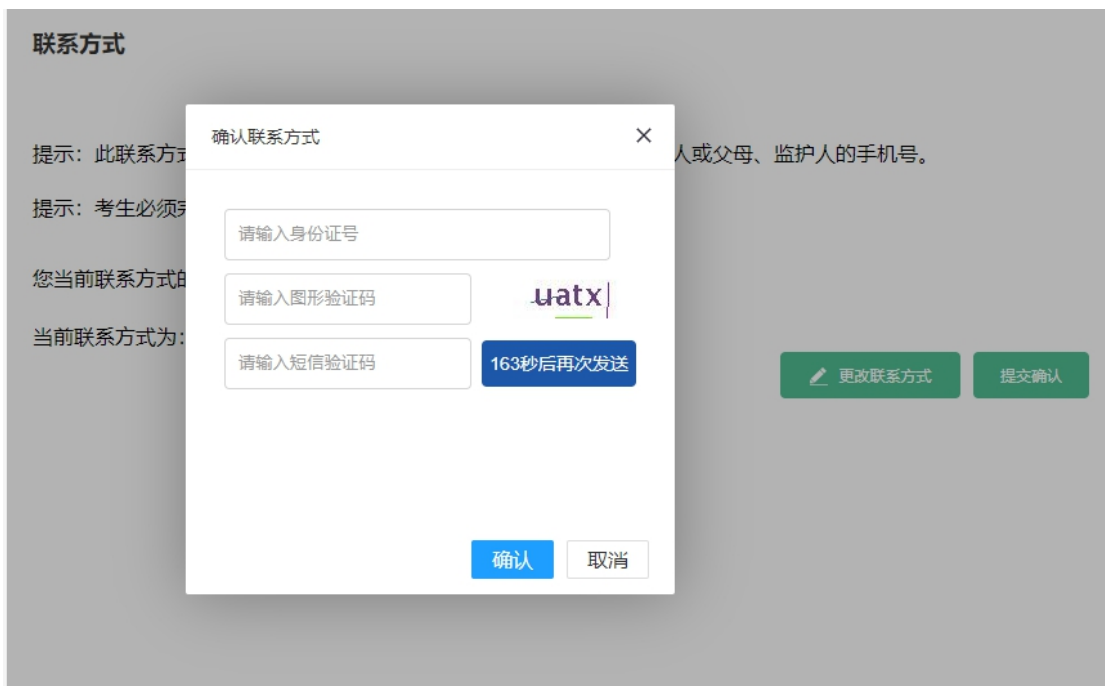 联系方式
确认联系方式
提示：此联系方式
人或父母、监护人的手机号。
提示：考生必须
请输入身份证号
您当前联系方式
请输入图形验证码
uatx
当前联系方式为：
请输入短信验证码
163秒后再次发送
更改联系方式
提交确认
确认
取消